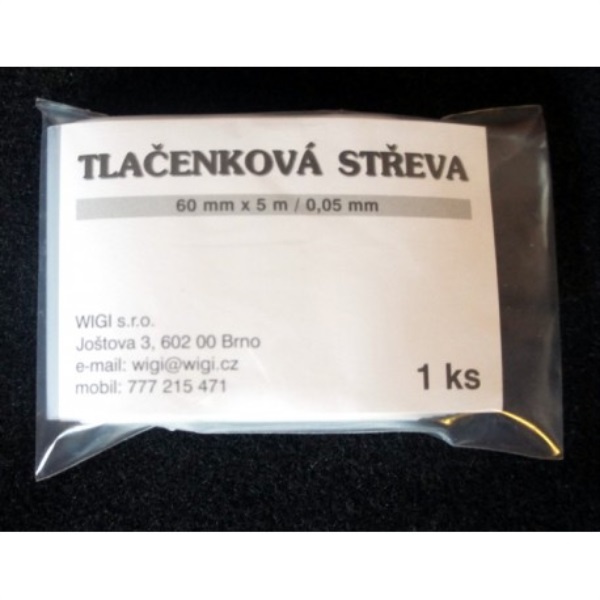 TLAČENKOVÁ STŘEVA
60 mm x 5 m / 0,05 mm
WIGI s.r.o.
Joštova 3, 602 00 Brno
e-mail: wigi@wigi.cz
mobil: 777 215 471
1 ks